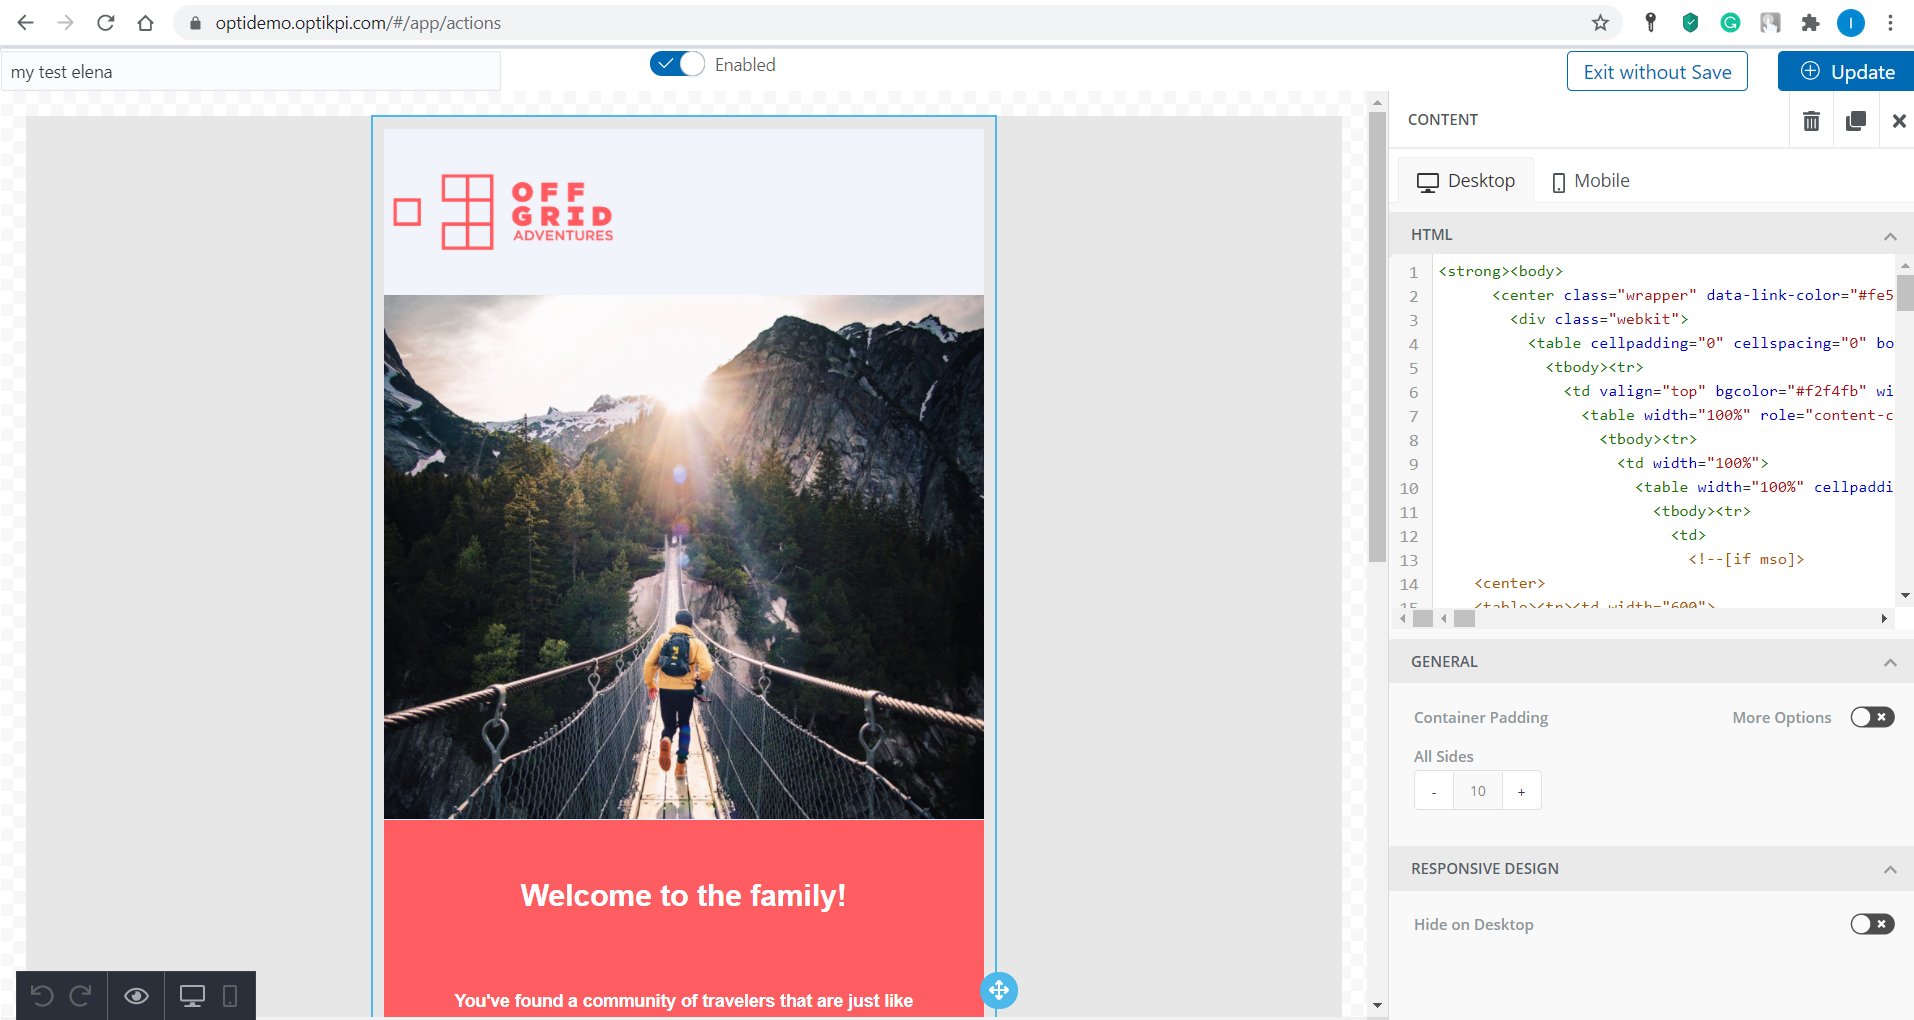 optidemo.optikpi.com/#/app/actions
I
my test elena
Enabled
Exit without Save
Update
CONTENT
Desktop
Mobile
HTML
1 <strong><body>
2 <center class="wrapper" data-link-color="#fe5
3 <div class="webkit">
4 <table cellpadding="0" cellspacing="0" bo
5 <tbody><tr>
6 <td valign="top" bgcolor="#f2f4fb" wi
7 <table width="100%" role="content-c
8 <tbody><tr>
9 <td width="100%">
10 <table width="100%" cellpaddi
11 <tbody><tr>
12 <td>
13 <!--[if mso]>
14 <center>
15 <table><tr><td width="600">
GENERAL
Container Padding
More Options
All Sides
- 10 +
RESPONSIVE DESIGN
Hide on Desktop
OFF
GRID
ADVENTURES
Welcome to the family!
You've found a community of travelers that are just like